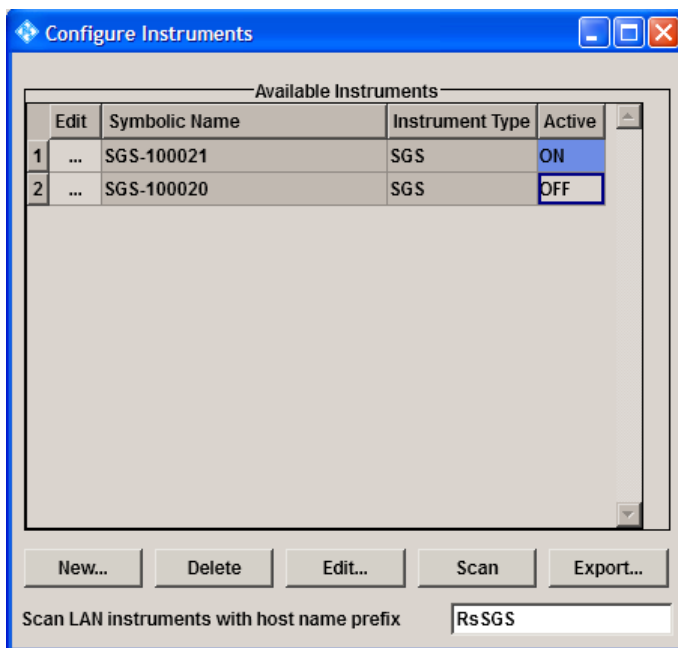 Configure Instruments
Available Instruments
Edit Symbolic Name Instrument Type Active
1 ... SGS-100021 SGS ON
2 ... SGS-100020 SGS OFF
New... Delete Edit... Scan Export...
Scan LAN instruments with host name prefix RsSGS